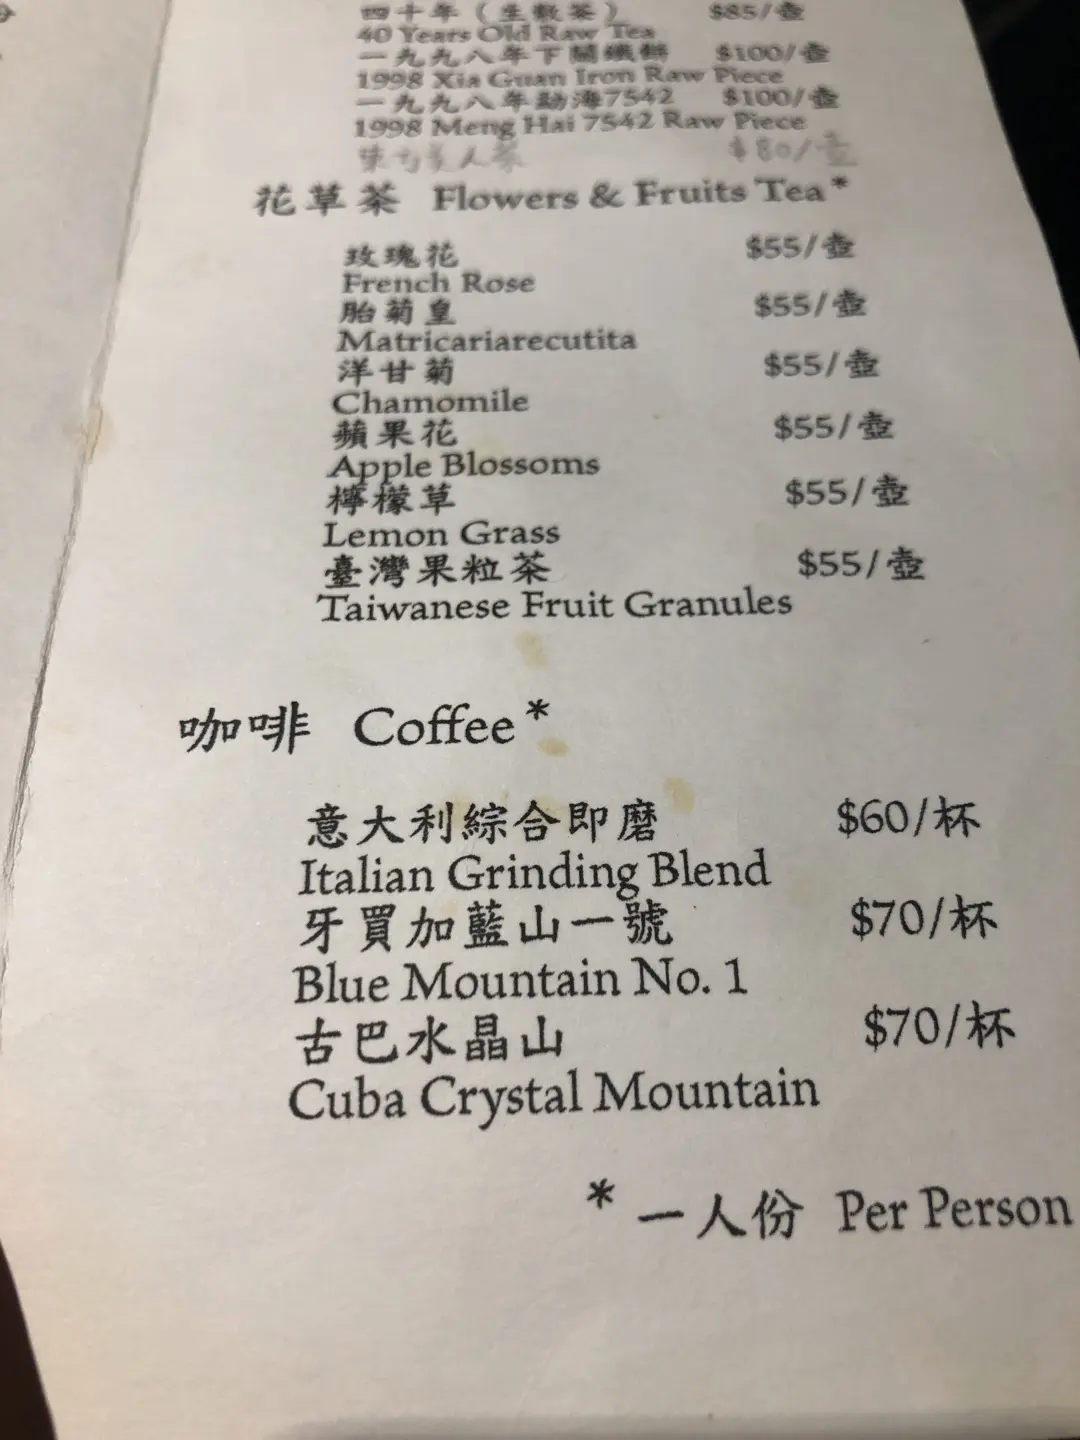 四十年(生散茶) $85/壺
40 Years Old Raw Tea
一九九八年下關鐵餅 $100/壺
1998 Xia Guan Iron Raw Piece
一九九八年勐海7542 $100/壺
1998 Meng Hai 7542 Raw Piece
美人茶 $80/壺
花草茶 Flowers & Fruits Tea*
玫瑰花 $55/壺
French Rose
胎菊皇 $55/壺
Matricariarecutita
洋甘菊 $55/壺
Chamomile
蘋果花 $55/壺
Apple Blossoms
檸檬草 $55/壺
Lemon Grass
臺灣果粒茶 $55/壺
Taiwanese Fruit Granules
咖啡 Coffee*
意大利綜合即磨 $60/杯
Italian Grinding Blend
牙買加藍山一號 $70/杯
Blue Mountain No. 1
古巴水晶山 $70/杯
Cuba Crystal Mountain
* 一人份 Per Person